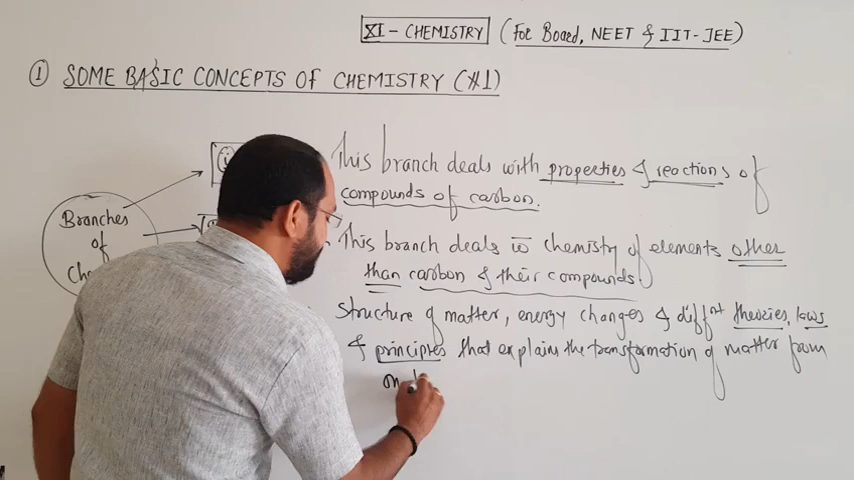 XI - CHEMISTRY (For Board, NEET & IIT-JEE)
① SOME BASIC CONCEPTS OF CHEMISTRY (#1)
This branch deals with properties & reactions of
compounds of carbon.
Branches
of
This branch deals w̄ chemistry of elements other
than carbon & their compounds.
structure of matter, energy changes & diffnt theories, laws
& principles that explain the transformation of matter from